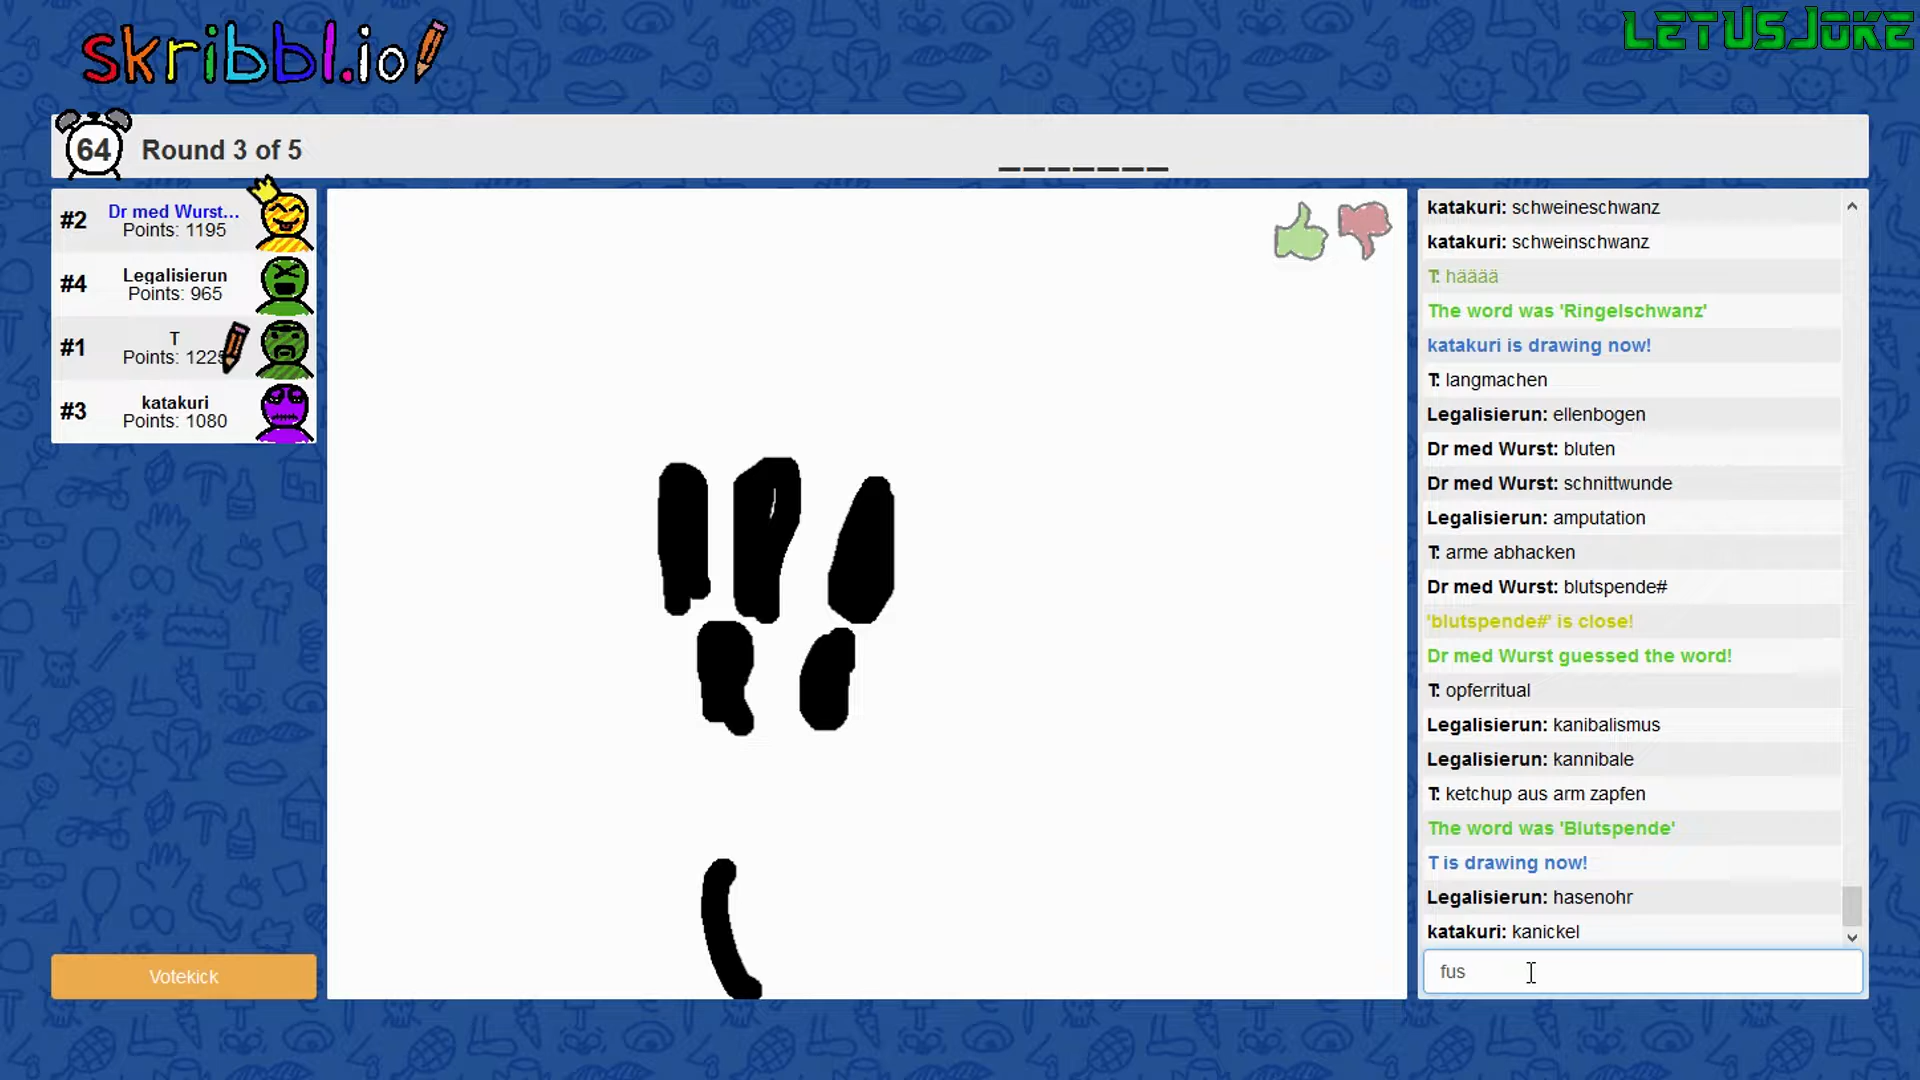 skribbl.io
LETUSJOKE
64
Round 3 of 5
_______
#2
Dr med Wurst...
Points: 1195
#4
Legalisierun
Points: 965
#1
T
Points: 1225
#3
katakuri
Points: 1080
Votekick
katakuri: schweineschwanz
katakuri: schweinschwanz
T: hääää
The word was 'Ringelschwanz'
katakuri is drawing now!
T: langmachen
Legalisierun: ellenbogen
Dr med Wurst: bluten
Dr med Wurst: schnittwunde
Legalisierun: amputation
T: arme abhacken
Dr med Wurst: blutspende#
'blutspende#' is close!
Dr med Wurst guessed the word!
T: opferritual
Legalisierun: kanibalismus
Legalisierun: kannibale
T: ketchup aus arm zapfen
The word was 'Blutspende'
T is drawing now!
Legalisierun: hasenohr
katakuri: kanickel
fus